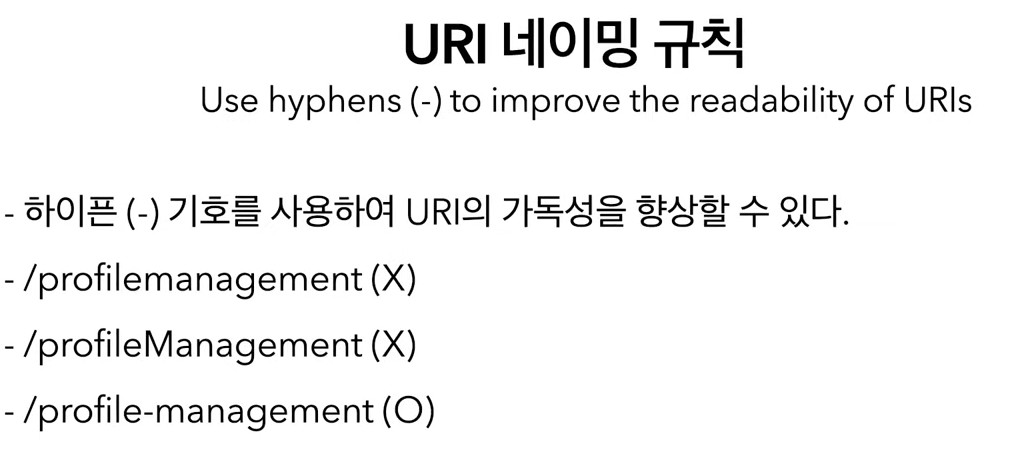 URI 네이밍 규칙
Use hyphens (-) to improve the readability of URIs
- 하이픈 (-) 기호를 사용하여 URI의 가독성을 향상할 수 있다.
- /profilemanagement (X)
- /profileManagement (X)
- /profile-management (O)